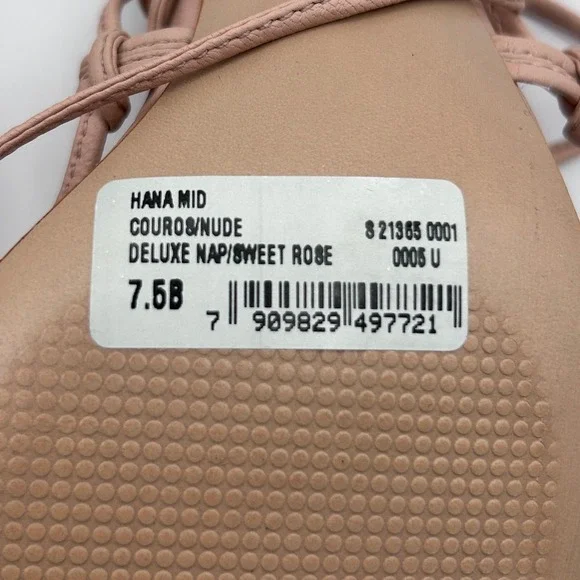 HANA MID
COUROS/NUDE S 21365 0001
DELUXE NAP/SWEET ROSE 0005 U
7.5B
7 909829 497721